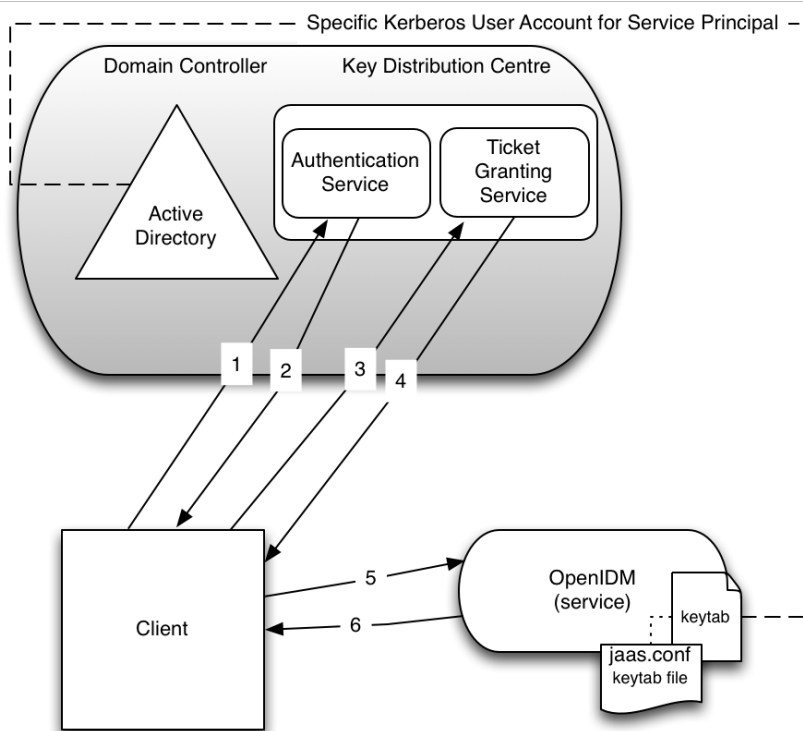 Specific Kerberos User Account for Service Principal
Domain Controller
Key Distribution Centre
Authentication
Service
Ticket
Granting
Service
Active
Directory
1
2
3
4
5
6
Client
OpenIDM
(service)
keytab
jaas.conf
keytab file